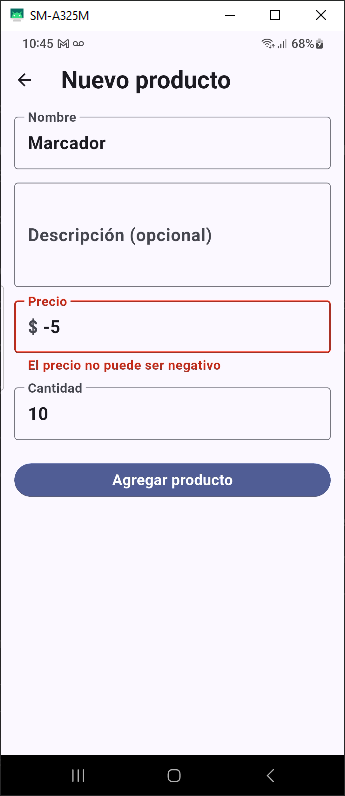 SM-A325M
10:45 68%
Nuevo producto
Nombre
Marcador
Descripción (opcional)
Precio
$ -5
El precio no puede ser negativo
Cantidad
10
Agregar producto